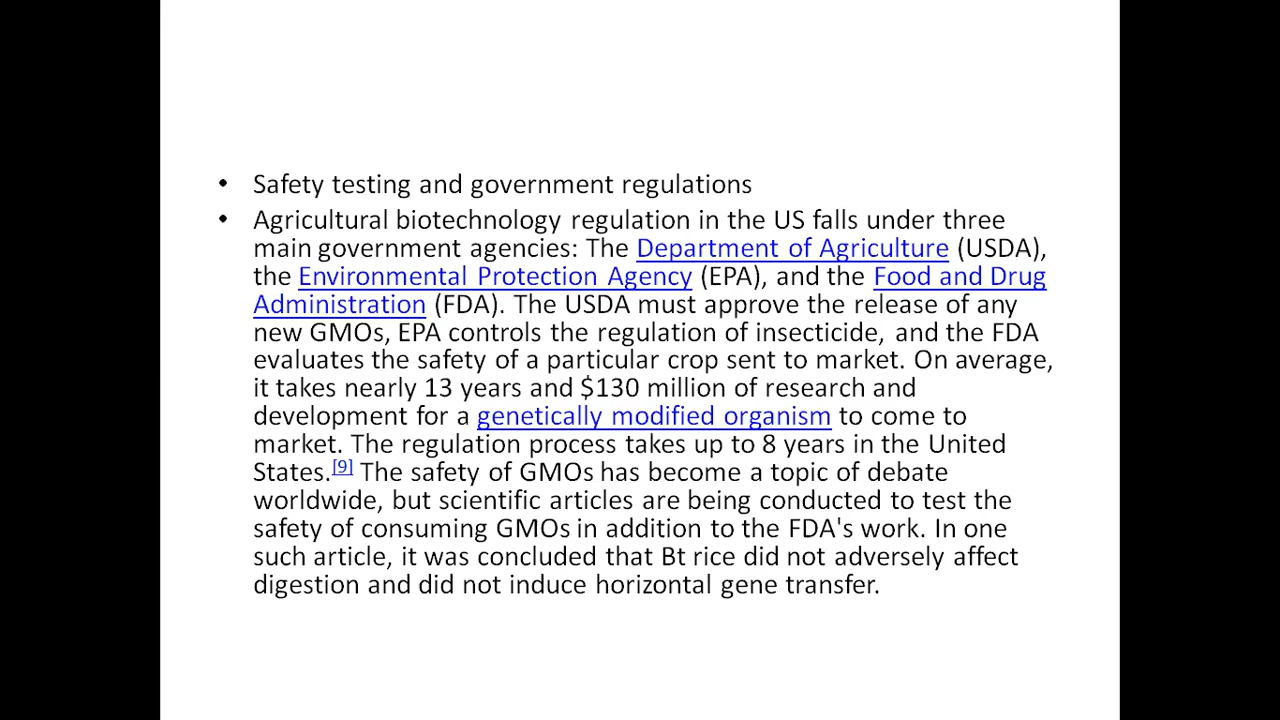 • Safety testing and government regulations
• Agricultural biotechnology regulation in the US falls under three
main government agencies: The Department of Agriculture (USDA),
the Environmental Protection Agency (EPA), and the Food and Drug
Administration (FDA). The USDA must approve the release of any
new GMOs, EPA controls the regulation of insecticide, and the FDA
evaluates the safety of a particular crop sent to market. On average,
it takes nearly 13 years and $130 million of research and
development for a genetically modified organism to come to
market. The regulation process takes up to 8 years in the United
States.[9] The safety of GMOs has become a topic of debate
worldwide, but scientific articles are being conducted to test the
safety of consuming GMOs in addition to the FDA's work. In one
such article, it was concluded that Bt rice did not adversely affect
digestion and did not induce horizontal gene transfer.